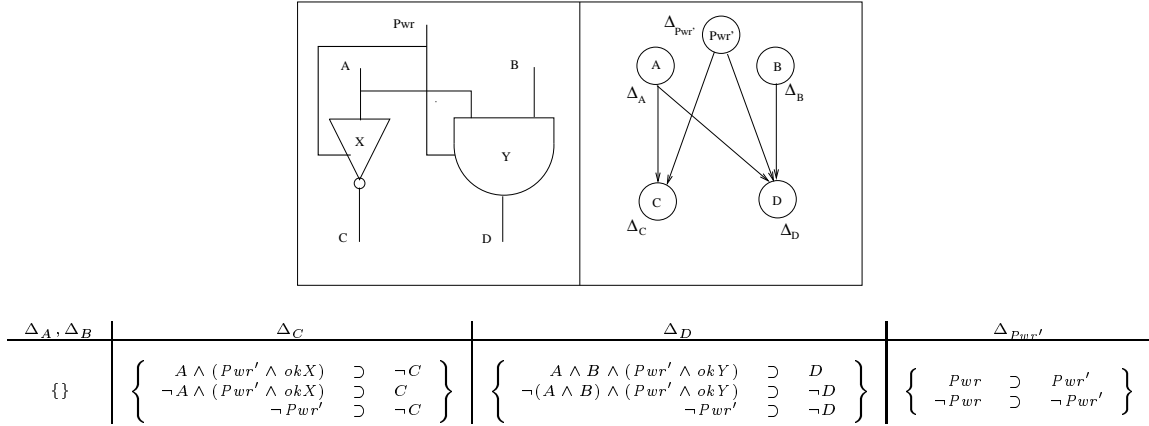 Pwr
A
B
X
Y
C
D
Δ_Pwr'
Pwr'
A
B
Δ_A
Δ_B
C
D
Δ_C
Δ_D
Δ_A, Δ_B Δ_C Δ_D Δ_Pwr'
{}
A ∧ (Pwr' ∧ okX) ⊃ ¬C
¬A ∧ (Pwr' ∧ okX) ⊃ C
¬Pwr' ⊃ ¬C
A ∧ B ∧ (Pwr' ∧ okY) ⊃ D
¬(A ∧ B) ∧ (Pwr' ∧ okY) ⊃ ¬D
¬Pwr' ⊃ ¬D
Pwr ⊃ Pwr'
¬Pwr ⊃ ¬Pwr'